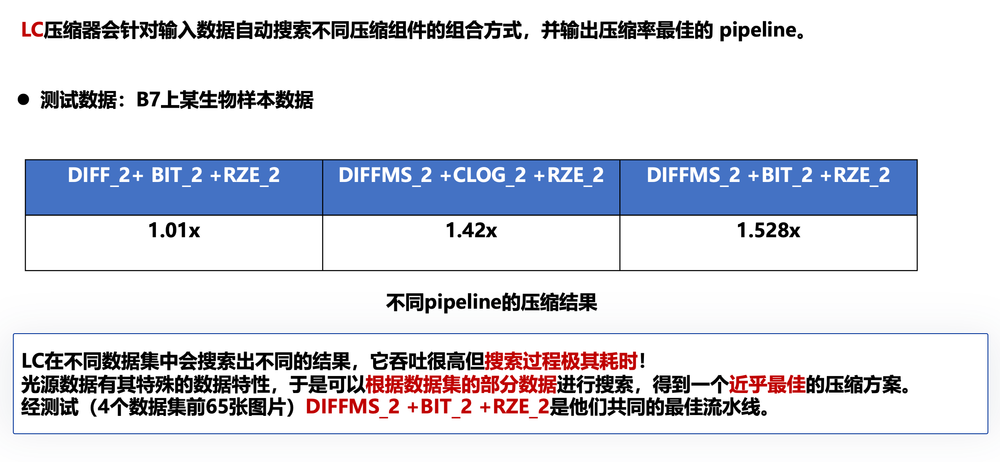 LC压缩器会针对输入数据自动搜索不同压缩组件的组合方式，并输出压缩率最佳的 pipeline。
● 测试数据：B7上某生物样本数据
DIFF_2+ BIT_2 +RZE_2 DIFFMS_2 +CLOG_2 +RZE_2 DIFFMS_2 +BIT_2 +RZE_2
1.01x 1.42x 1.528x
不同pipeline的压缩结果
LC在不同数据集中会搜索出不同的结果，它吞吐很高但搜索过程极其耗时！
光源数据有其特殊的数据特性，于是可以根据数据集的部分数据进行搜索，得到一个近乎最佳的压缩方案。
经测试（4个数据集前65张图片）DIFFMS_2 +BIT_2 +RZE_2是他们共同的最佳流水线。